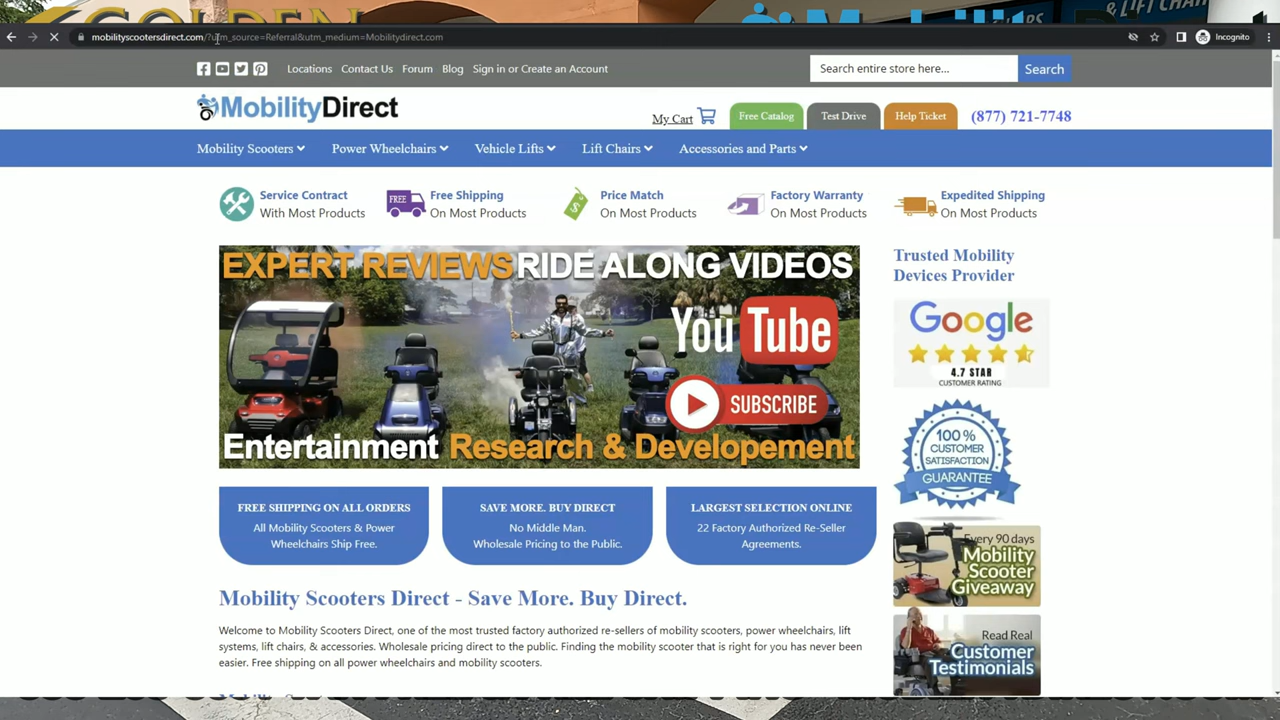 GOLDEN
& LIFT CHAIR
mobilityscootersdirect.com/?utm_source=Referral&utm_medium=Mobilitydirect.com
Incognito
Locations Contact Us Forum Blog Sign in or Create an Account
Search entire store here... Search
MobilityDirect
My Cart Free Catalog Test Drive Help Ticket (877) 721-7748
Mobility Scooters Power Wheelchairs Vehicle Lifts Lift Chairs Accessories and Parts
Service Contract
With Most Products
FREE
Free Shipping
On Most Products
$
Price Match
On Most Products
Factory Warranty
On Most Products
Expedited Shipping
On Most Products
EXPERT REVIEWS RIDE ALONG VIDEOS
YouTube
SUBSCRIBE
Entertainment Research & Developement
Trusted Mobility
Devices Provider
Google
4.7 STAR
CUSTOMER RATING
100%
CUSTOMER
SATISFACTION
GUARANTEE
Every 90 days
Mobility
Scooter
Giveaway
Read Real
Customer
Testimonials
FREE SHIPPING ON ALL ORDERS
All Mobility Scooters & Power
Wheelchairs Ship Free.
SAVE MORE. BUY DIRECT
No Middle Man.
Wholesale Pricing to the Public.
LARGEST SELECTION ONLINE
22 Factory Authorized Re-Seller
Agreements.
Mobility Scooters Direct - Save More. Buy Direct.
Welcome to Mobility Scooters Direct, one of the most trusted factory authorized re-sellers of mobility scooters, power wheelchairs, lift
systems, lift chairs, & accessories. Wholesale pricing direct to the public. Finding the mobility scooter that is right for you has never been
easier. Free shipping on all power wheelchairs and mobility scooters.